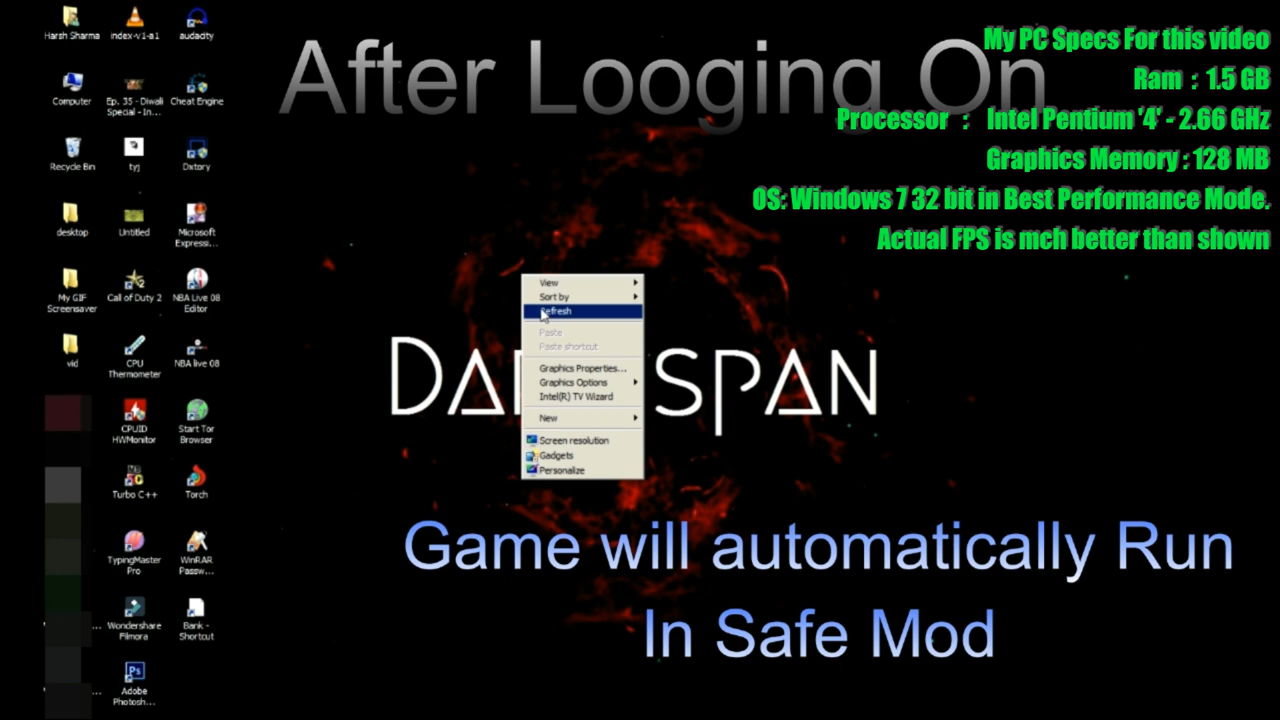 After Looging On
My PC Specs For this video
Ram : 1.5 GB
Processor : Intel Pentium '4' - 2.66 GHz
Graphics Memory : 128 MB
OS: Windows 7 32 bit in Best Performance Mode.
Actual FPS is mch better than shown
Harsh Sharma
index-v1-a1
audacity
Computer
Ep. 35 - Diwali
Special - In...
Cheat Engine
Recycle Bin
tyj
Dxtory
desktop
Untitled
Microsoft
Expressi...
My GIF
Screensaver
Call of Duty 2
NBA Live 08
Editor
vid
CPU
Thermometer
NBA live 08
CPUID
HWMonitor
Start Tor
Browser
Turbo C++
Torch
TypingMaster
Pro
WinRAR
Passw...
Wondershare
Filmora
Bank -
Shortcut
Adobe
Photosh...
View
Sort by
Refresh
Paste
Paste shortcut
Graphics Properties...
Graphics Options
Intel(R) TV Wizard
New
Screen resolution
Gadgets
Personalize
SPAN
Game will automatically Run
In Safe Mod